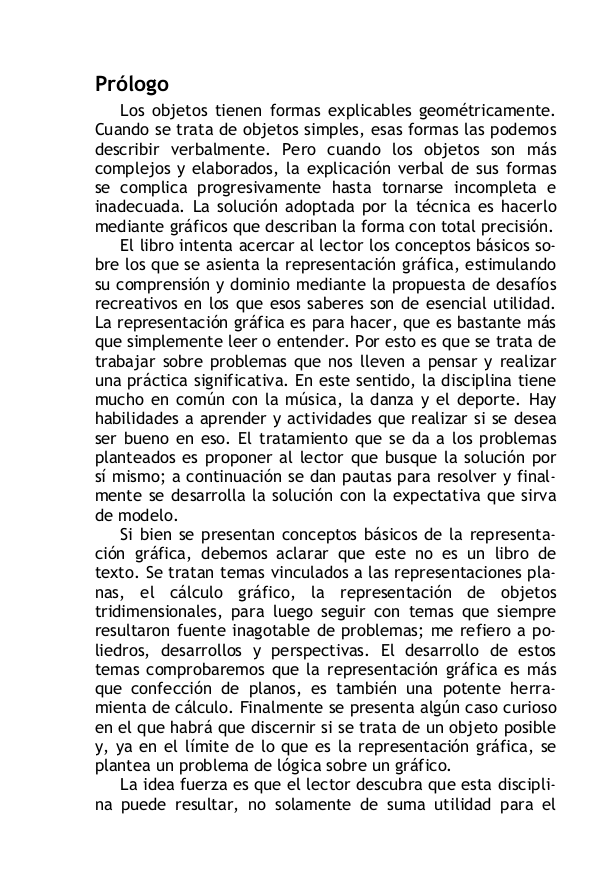 Prólogo
Los objetos tienen formas explicables geométricamente.
Cuando se trata de objetos simples, esas formas las podemos
describir verbalmente. Pero cuando los objetos son más
complejos y elaborados, la explicación verbal de sus formas
se complica progresivamente hasta tornarse incompleta e
inadecuada. La solución adoptada por la técnica es hacerlo
mediante gráficos que describan la forma con total precisión.
El libro intenta acercar al lector los conceptos básicos so-
bre los que se asienta la representación gráfica, estimulando
su comprensión y dominio mediante la propuesta de desafíos
recreativos en los que esos saberes son de esencial utilidad.
La representación gráfica es para hacer, que es bastante más
que simplemente leer o entender. Por esto es que se trata de
trabajar sobre problemas que nos lleven a pensar y realizar
una práctica significativa. En este sentido, la disciplina tiene
mucho en común con la música, la danza y el deporte. Hay
habilidades a aprender y actividades que realizar si se desea
ser bueno en eso. El tratamiento que se da a los problemas
planteados es proponer al lector que busque la solución por
sí mismo; a continuación se dan pautas para resolver y final-
mente se desarrolla la solución con la expectativa que sirva
de modelo.
Si bien se presentan conceptos básicos de la representa-
ción gráfica, debemos aclarar que este no es un libro de
texto. Se tratan temas vinculados a las representaciones pla-
nas, el cálculo gráfico, la representación de objetos
tridimensionales, para luego seguir con temas que siempre
resultaron fuente inagotable de problemas; me refiero a po-
liedros, desarrollos y perspectivas. El desarrollo de estos
temas comprobaremos que la representación gráfica es más
que confección de planos, es también una potente herra-
mienta de cálculo. Finalmente se presenta algún caso curioso
en el que habrá que discernir si se trata de un objeto posible
y, ya en el límite de lo que es la representación gráfica, se
plantea un problema de lógica sobre un gráfico.
La idea fuerza es que el lector descubra que esta discipli-
na puede resultar, no solamente de suma utilidad para el